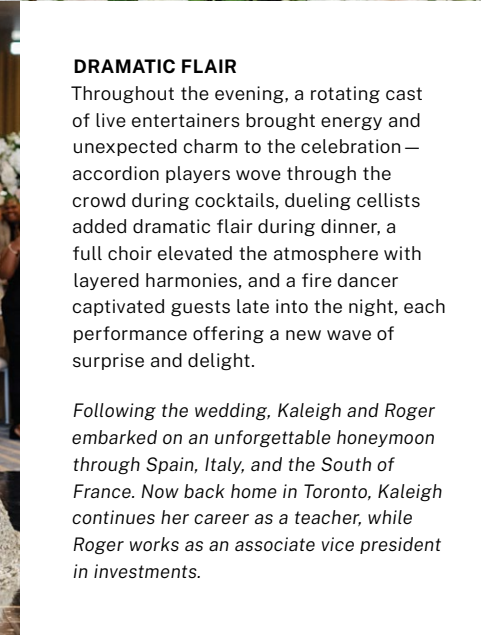 DRAMATIC FLAIR
Throughout the evening, a rotating cast
of live entertainers brought energy and
unexpected charm to the celebration—
accordion players wove through the
crowd during cocktails, dueling cellists
added dramatic flair during dinner, a
full choir elevated the atmosphere with
layered harmonies, and a fire dancer
captivated guests late into the night, each
performance offering a new wave of
surprise and delight.
Following the wedding, Kaleigh and Roger
embarked on an unforgettable honeymoon
through Spain, Italy, and the South of
France. Now back home in Toronto, Kaleigh
continues her career as a teacher, while
Roger works as an associate vice president
in investments.